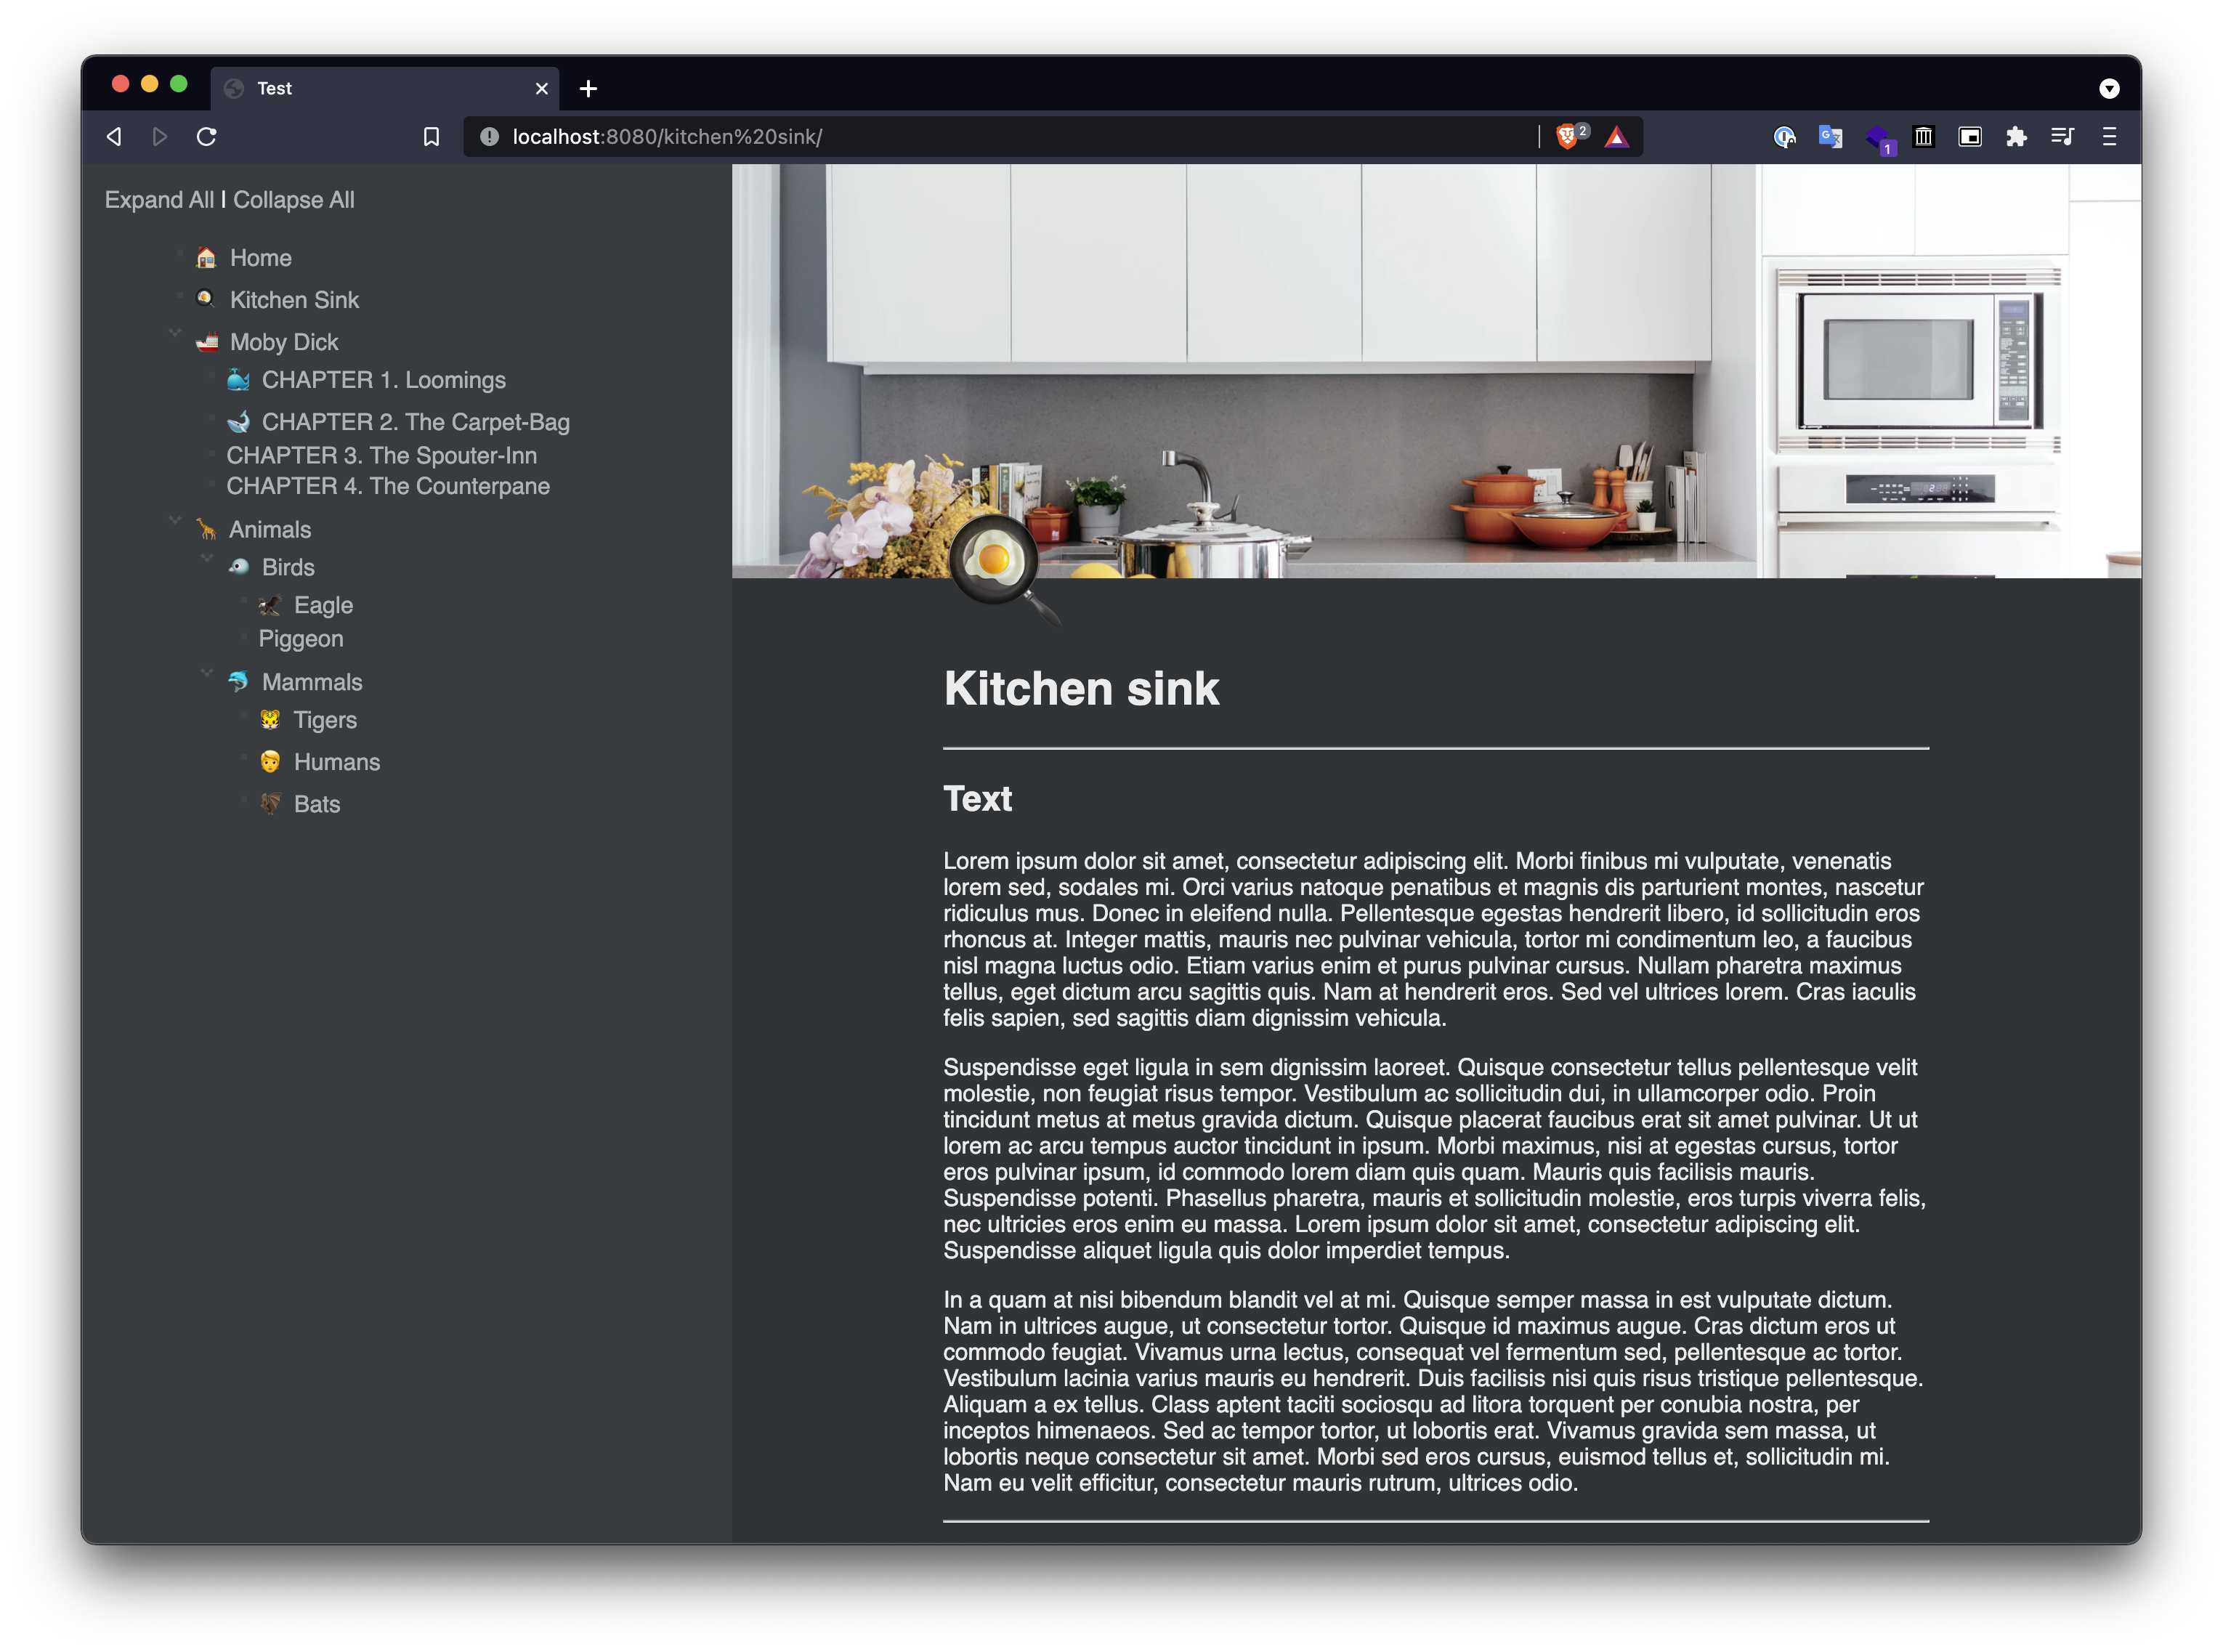 Test
localhost:8080/kitchen%20sink/
2
1
Expand All | Collapse All
Home
Kitchen Sink
Moby Dick
CHAPTER 1. Loomings
CHAPTER 2. The Carpet-Bag
CHAPTER 3. The Spouter-Inn
CHAPTER 4. The Counterpane
Animals
Birds
Eagle
Piggeon
Mammals
Tigers
Humans
Bats
Kitchen sink
Text
Lorem ipsum dolor sit amet, consectetur adipiscing elit. Morbi finibus mi vulputate, venenatis
lorem sed, sodales mi. Orci varius natoque penatibus et magnis dis parturient montes, nascetur
ridiculus mus. Donec in eleifend nulla. Pellentesque egestas hendrerit libero, id sollicitudin eros
rhoncus at. Integer mattis, mauris nec pulvinar vehicula, tortor mi condimentum leo, a faucibus
nisl magna luctus odio. Etiam varius enim et purus pulvinar cursus. Nullam pharetra maximus
tellus, eget dictum arcu sagittis quis. Nam at hendrerit eros. Sed vel ultrices lorem. Cras iaculis
felis sapien, sed sagittis diam dignissim vehicula.
Suspendisse eget ligula in sem dignissim laoreet. Quisque consectetur tellus pellentesque velit
molestie, non feugiat risus tempor. Vestibulum ac sollicitudin dui, in ullamcorper odio. Proin
tincidunt metus at metus gravida dictum. Quisque placerat faucibus erat sit amet pulvinar. Ut ut
lorem ac arcu tempus auctor tincidunt in ipsum. Morbi maximus, nisi at egestas cursus, tortor
eros pulvinar ipsum, id commodo lorem diam quis quam. Mauris quis facilisis mauris.
Suspendisse potenti. Phasellus pharetra, mauris et sollicitudin molestie, eros turpis viverra felis,
nec ultricies eros enim eu massa. Lorem ipsum dolor sit amet, consectetur adipiscing elit.
Suspendisse aliquet ligula quis dolor imperdiet tempus.
In a quam at nisi bibendum blandit vel at mi. Quisque semper massa in est vulputate dictum.
Nam in ultrices augue, ut consectetur tortor. Quisque id maximus augue. Cras dictum eros ut
commodo feugiat. Vivamus urna lectus, consequat vel fermentum sed, pellentesque ac tortor.
Vestibulum lacinia varius mauris eu hendrerit. Duis facilisis nisi quis risus tristique pellentesque.
Aliquam a ex tellus. Class aptent taciti sociosqu ad litora torquent per conubia nostra, per
inceptos himenaeos. Sed ac tempor tortor, ut lobortis erat. Vivamus gravida sem massa, ut
lobortis neque consectetur sit amet. Morbi sed eros cursus, euismod tellus et, sollicitudin mi.
Nam eu velit efficitur, consectetur mauris rutrum, ultrices odio.